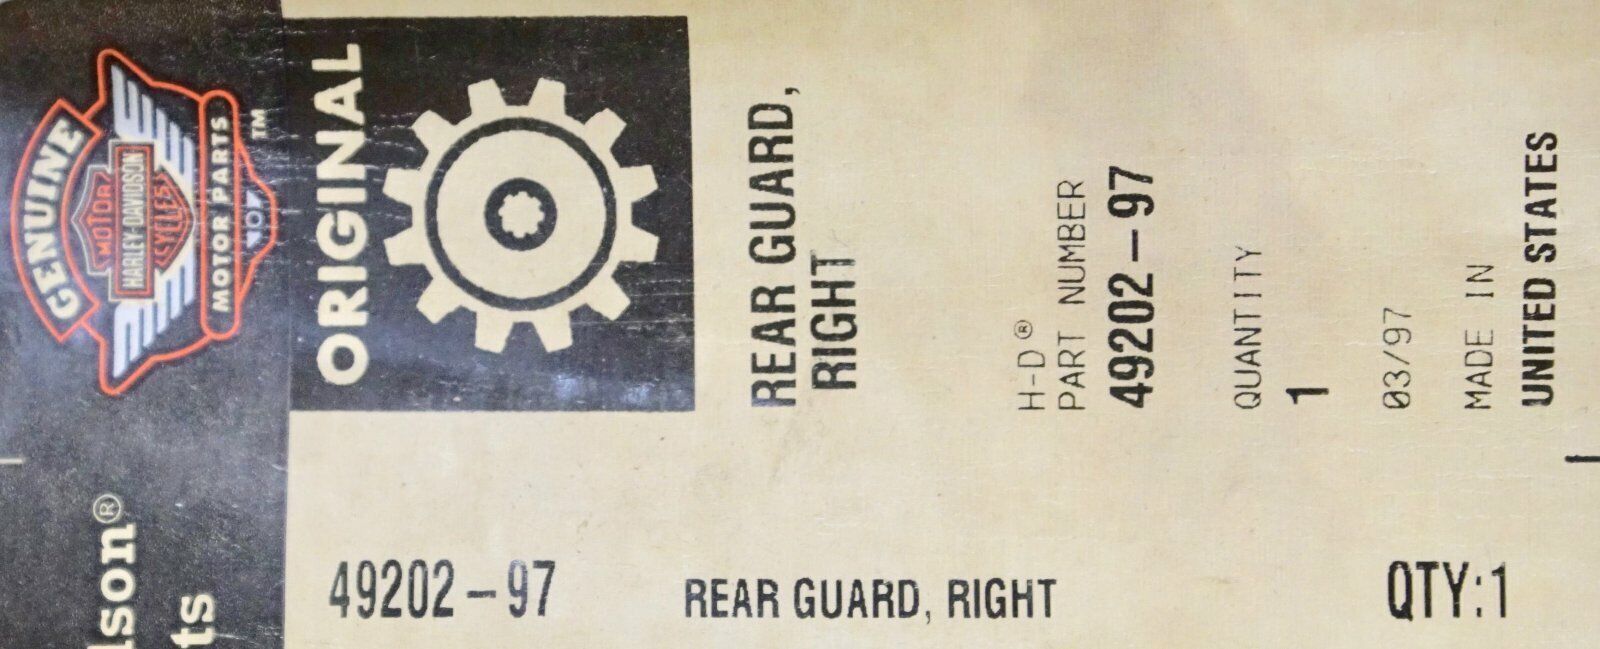 GENUINE
MOTOR
HARLEY-DAVIDSON
CYCLES
MOTOR PARTS
TM
ORIGINAL
REAR GUARD,
RIGHT
H-D®
PART NUMBER
49202-97
QUANTITY
1
03/97
MADE IN
UNITED STATES
dson®
ts
49202-97 REAR GUARD, RIGHT QTY:1